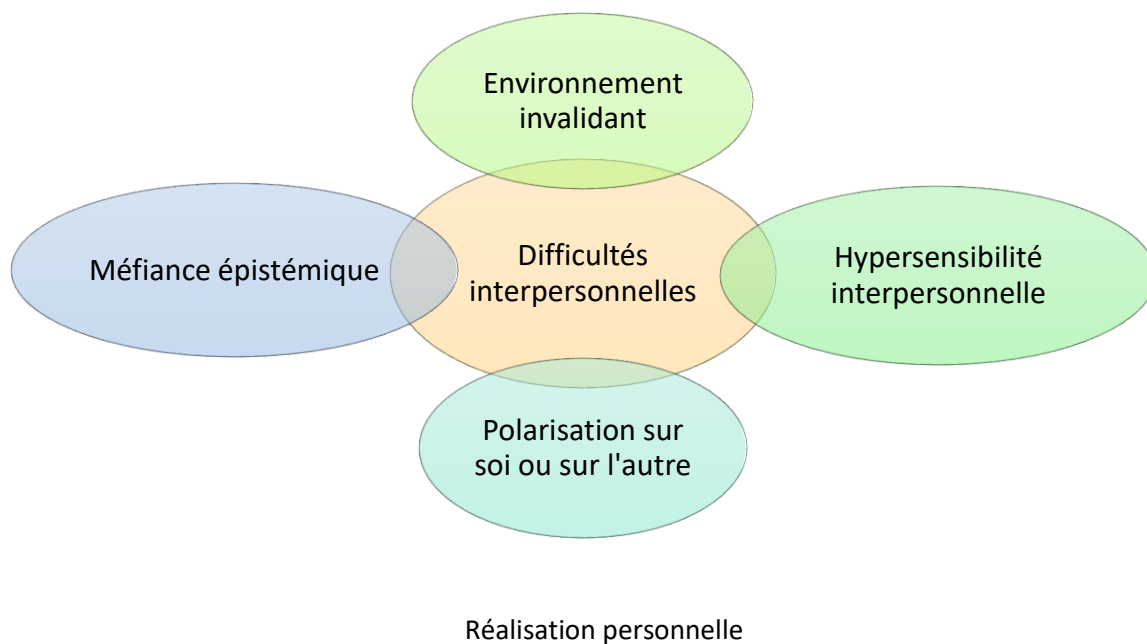 Environnement
invalidant
Méfiance épistémique
Difficultés
interpersonnelles
Hypersensibilité
interpersonnelle
Polarisation sur
soi ou sur l'autre
Réalisation personnelle